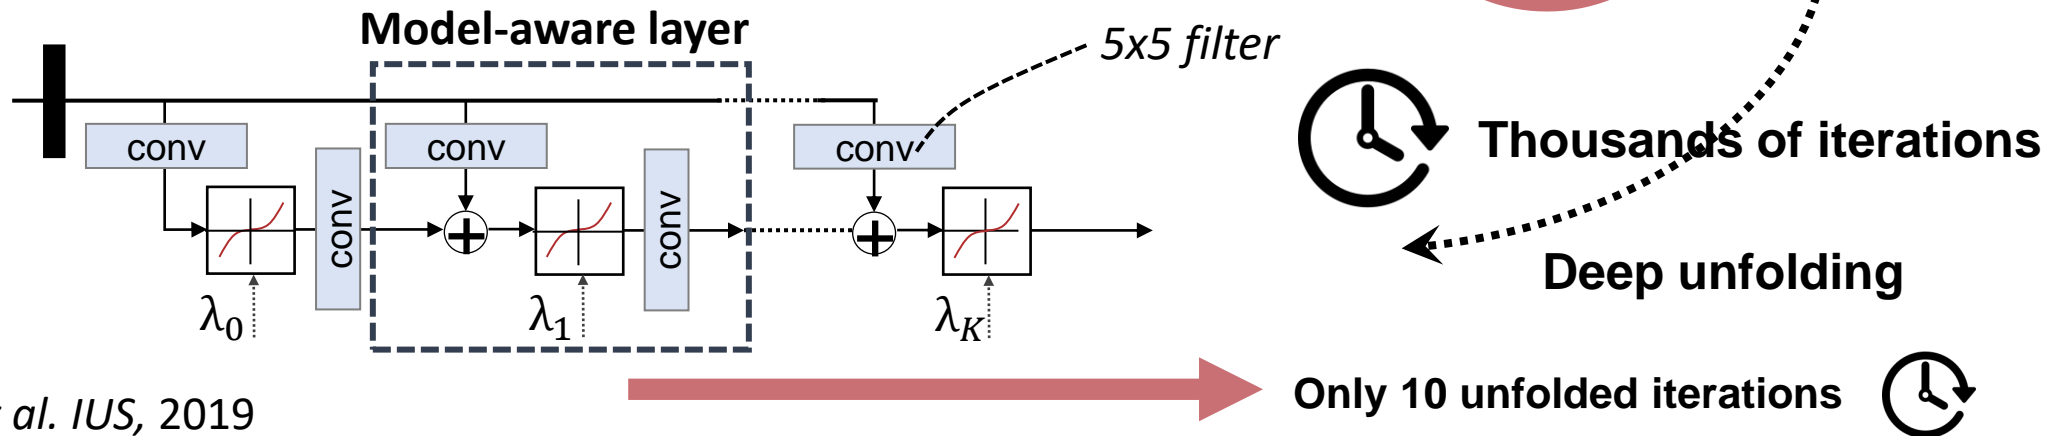 Model-aware layer
5x5 filter
conv
conv
conv
conv
conv
λ0
λ1
λK
Thousands of iterations
Deep unfolding
Only 10 unfolded iterations
al. IUS, 2019